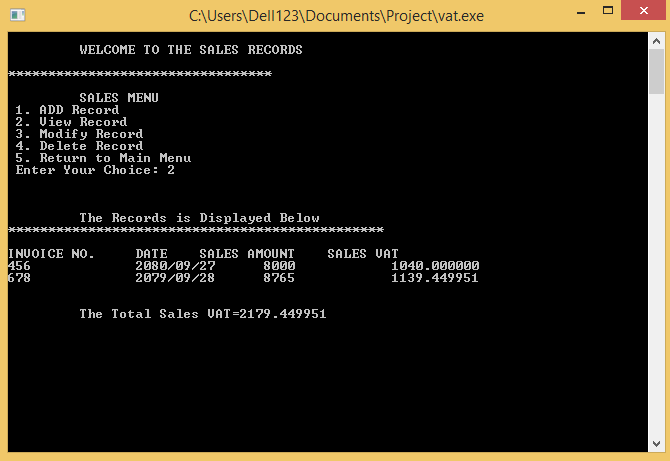 C:\Users\Dell123\Documents\Project\vat.exe
WELCOME TO THE SALES RECORDS
*********************************
SALES MENU
1. ADD Record
2. View Record
3. Modify Record
4. Delete Record
5. Return to Main Menu
Enter Your Choice: 2
The Records is Displayed Below
***********************************************
INVOICE NO. DATE SALES AMOUNT SALES VAT
456 2080/09/27 8000 1040.000000
678 2079/09/28 8765 1139.449951
The Total Sales VAT=2179.449951